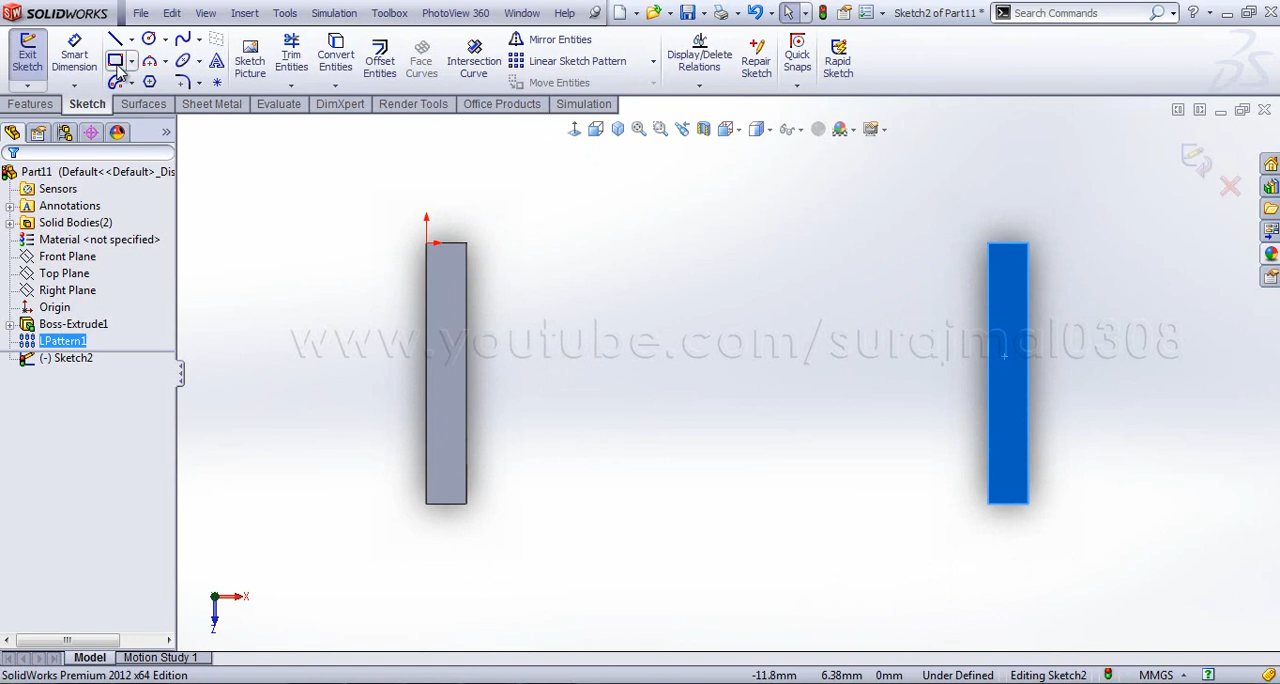 SOLIDWORKS File Edit View Insert Tools Simulation Toolbox PhotoView 360 Window Help Sketch2 of Part11 * Search Commands
Exit Sketch
Smart Dimension
Sketch Picture
Trim Entities
Convert Entities
Offset Entities
Face Curves
Intersection Curve
Mirror Entities
Linear Sketch Pattern
Move Entities
Display/Delete Relations
Repair Sketch
Quick Snaps
Rapid Sketch
Features Sketch Surfaces Sheet Metal Evaluate DimXpert Render Tools Office Products Simulation
Part11 (Default<<Default>_Dis
Sensors
Annotations
Solid Bodies(2)
Material <not specified>
Front Plane
Top Plane
Right Plane
Origin
Boss-Extrude1
LPattern1
(-) Sketch2
www.youtube.com/surajmal0308
X
Z
Model Motion Study 1
SolidWorks Premium 2012 x64 Edition -11.8mm 6.38mm 0mm Under Defined Editing Sketch2 MMGS